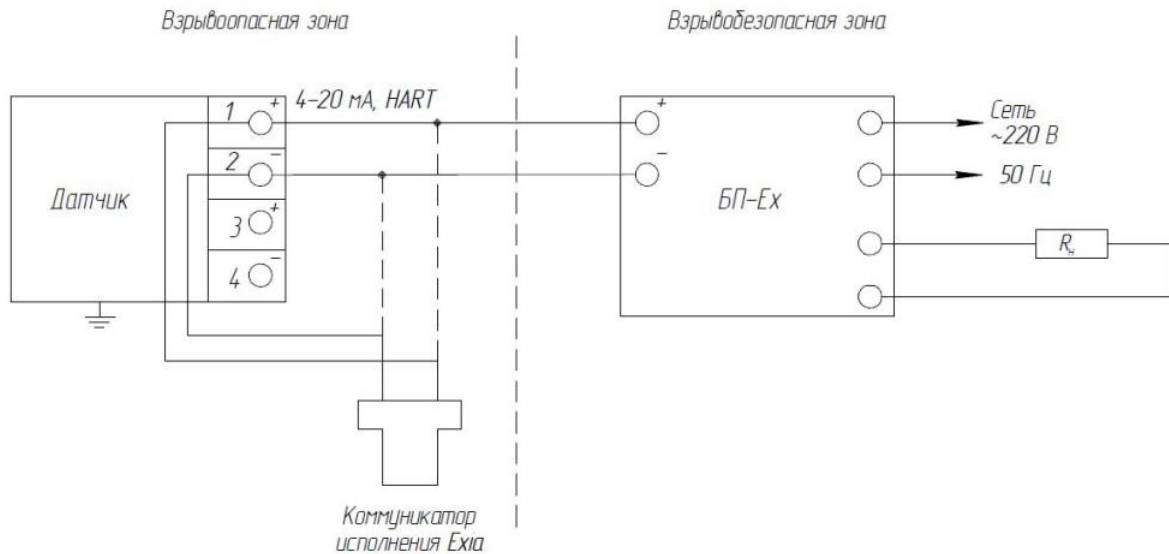 Взрывоопасная зона
Взрывобезопасная зона
1 +
4-20 мА, HART
2 -
Датчик
3 +
4 -
+
-
БП-Ех
Сеть
~220 В
50 Гц
Rн
Коммуникатор
исполнения Exia